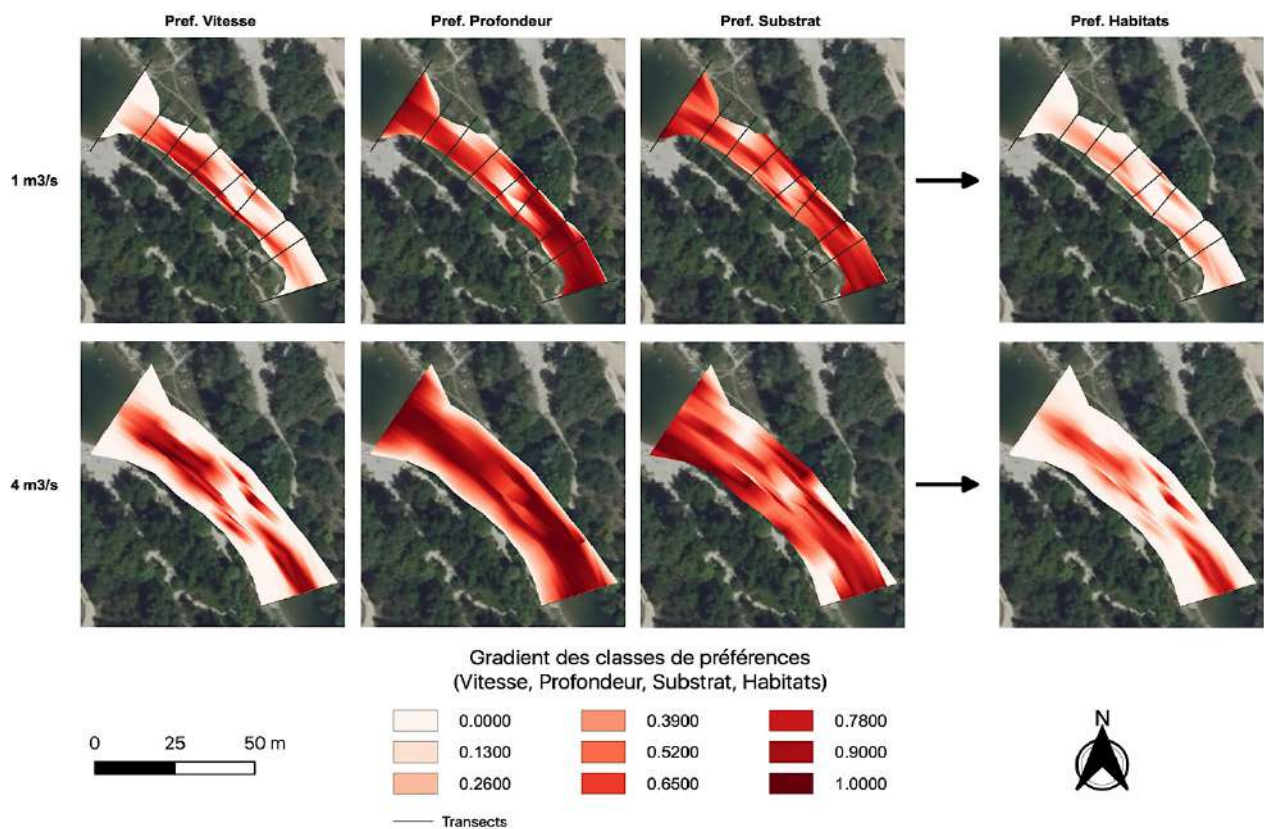 Pref. Vitesse
Pref. Profondeur
Pref. Substrat
Pref. Habitats
1 m3/s
4 m3/s
Gradient des classes de préférences
(Vitesse, Profondeur, Substrat, Habitats)
0 25 50 m
0.0000 0.3900 0.7800
0.1300 0.5200 0.9000
0.2600 0.6500 1.0000
Transects
N